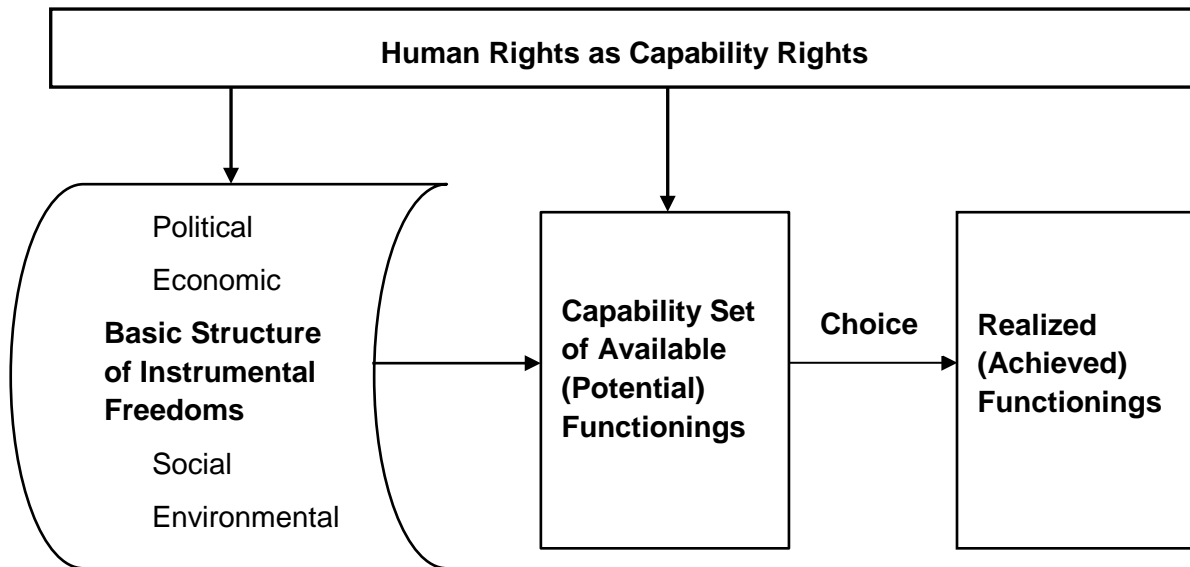 Human Rights as Capability Rights
Political
Economic
Basic Structure
of Instrumental
Freedoms
Social
Environmental
Capability Set
of Available
(Potential)
Functionings
Choice
Realized
(Achieved)
Functionings